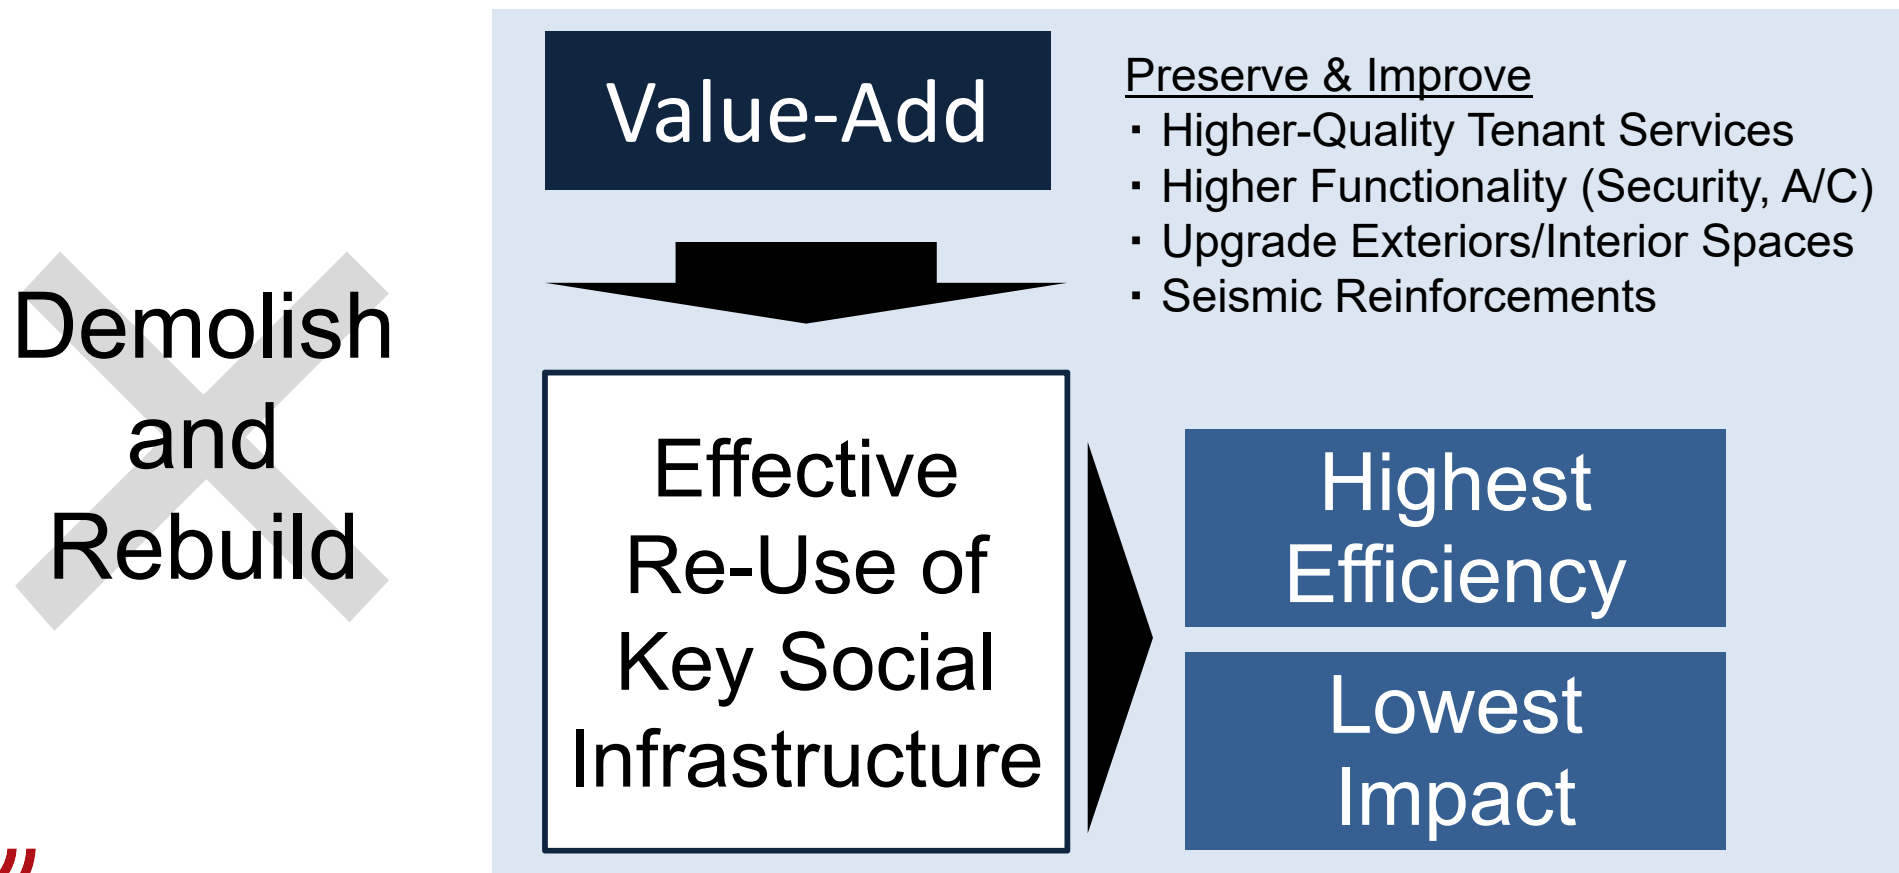 Demolish
and
Rebuild
”
Value-Add
Preserve & Improve
・Higher-Quality Tenant Services
・Higher Functionality (Security, A/C)
・Upgrade Exteriors/Interior Spaces
・Seismic Reinforcements
Effective
Re-Use of
Key Social
Infrastructure
Highest
Efficiency
Lowest
Impact